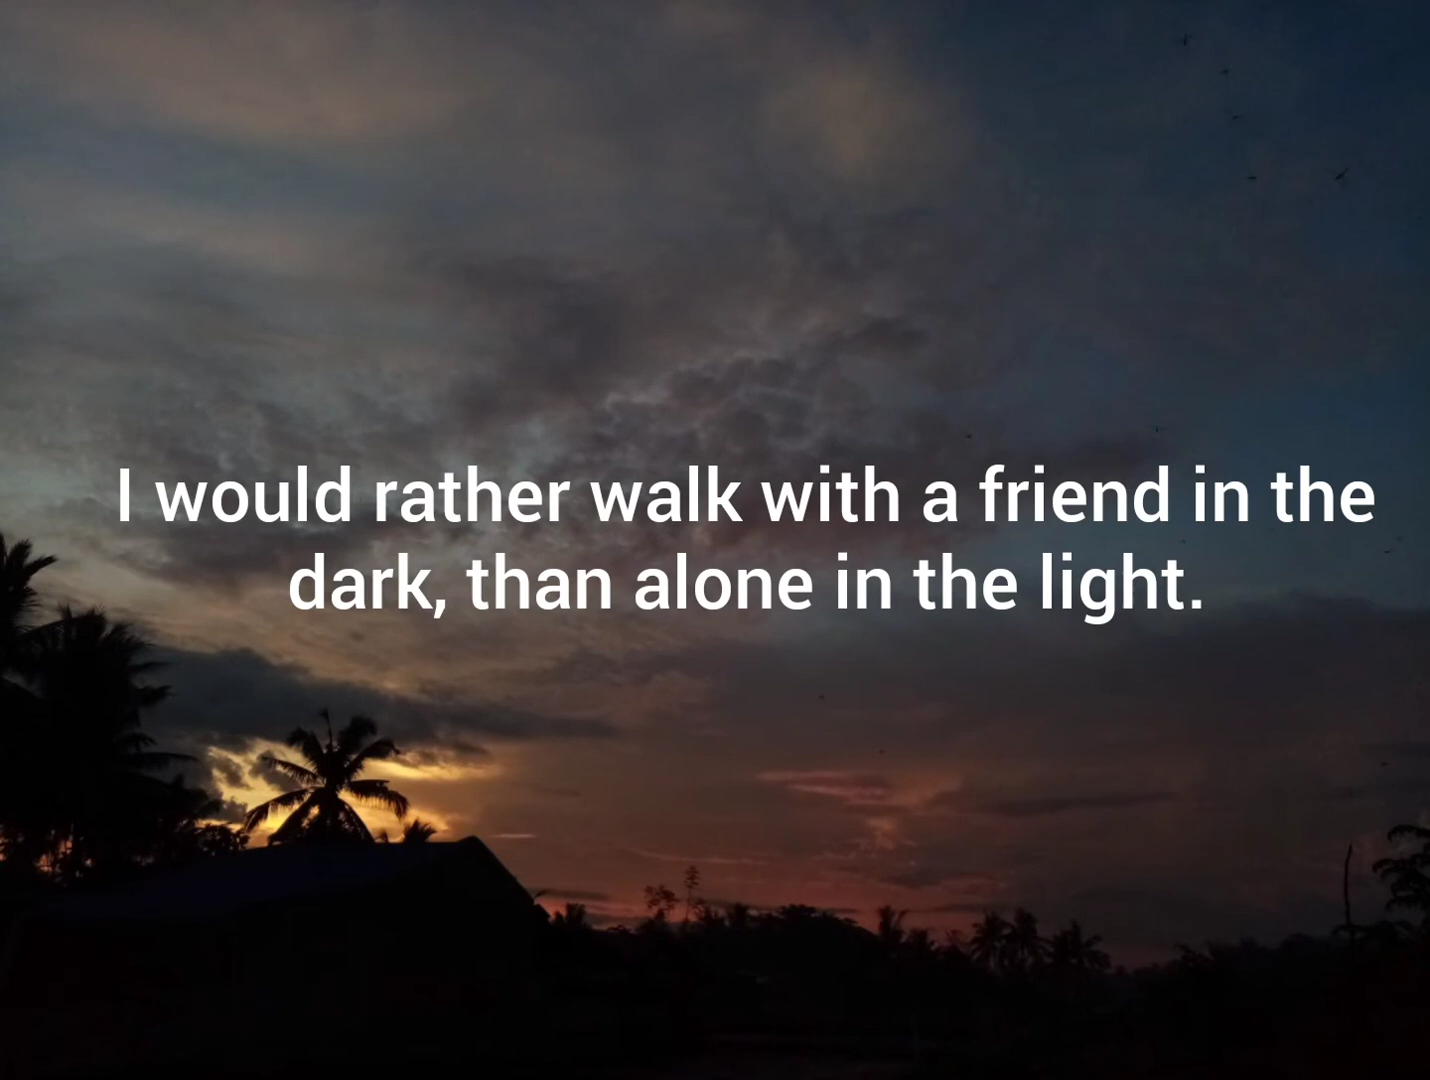 I would rather walk with a friend in the
dark, than alone in the light.